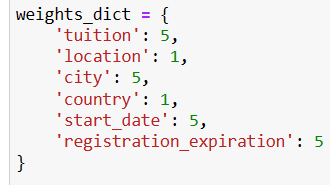 weights_dict = {
    'tuition': 5,
    'location': 1,
    'city': 5,
    'country': 1,
    'start_date': 5,
    'registration_expiration': 5
}